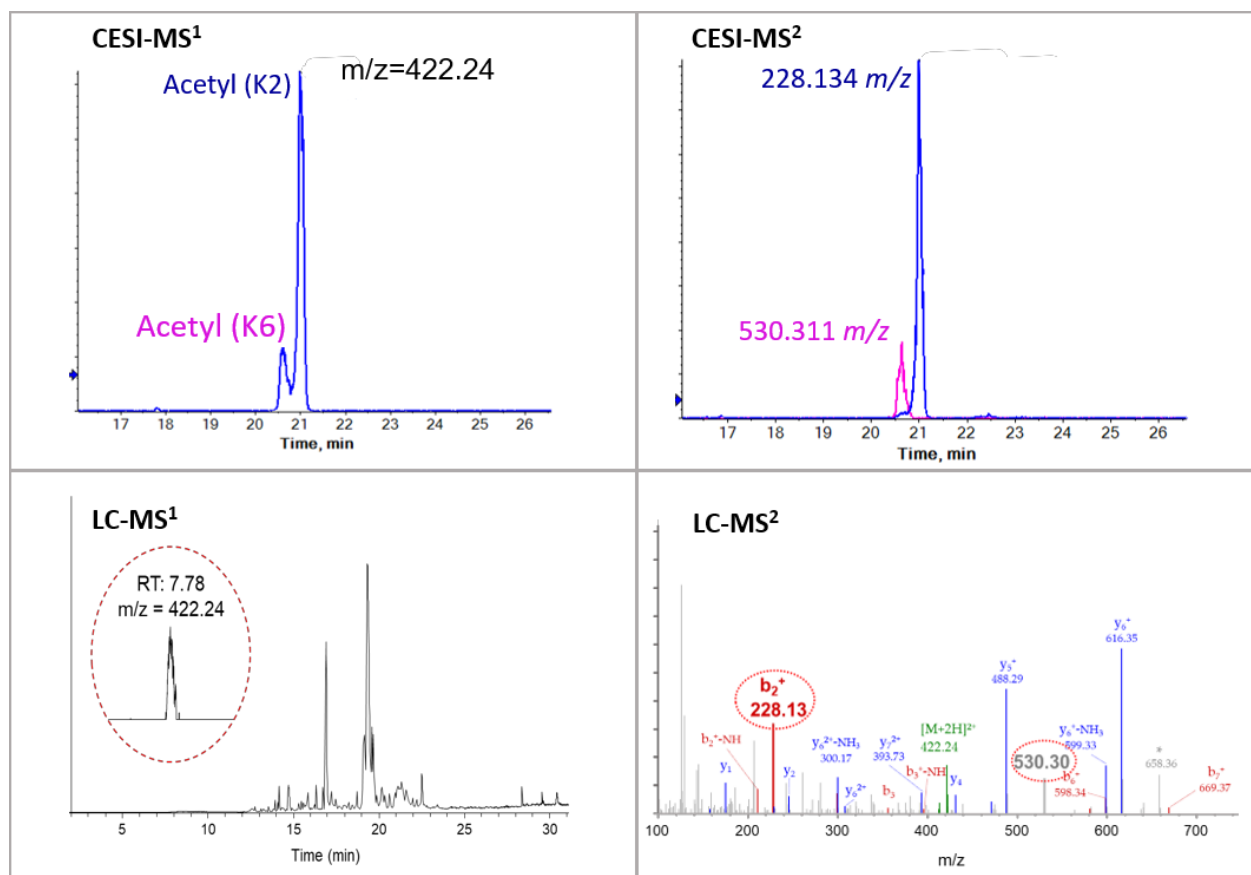 CESI-MS¹
Acetyl (K2)
m/z=422.24
Acetyl (K6)
17 18 19 20 21 22 23 24 25 26
Time, min
CESI-MS²
228.134 m/z
530.311 m/z
17 18 19 20 21 22 23 24 25 26
Time, min
LC-MS¹
RT: 7.78
m/z = 422.24
5 10 15 20 25 30
Time (min)
LC-MS²
y₆⁺
616.35
y₅⁺
488.29
b₂⁺
228.13
[M+2H]²⁺
422.24
y₆²⁺-NH₃
300.17
y₇²⁺
393.73
y₆⁺-NH₃
599.33
*
658.36
530.30
b₂⁺-NH
b₃⁺-NH
y₁
y₂
y₆²⁺
b₃
y₄
b₆⁺
598.34
b₇⁺
669.37
100 200 300 400 500 600 700
m/z